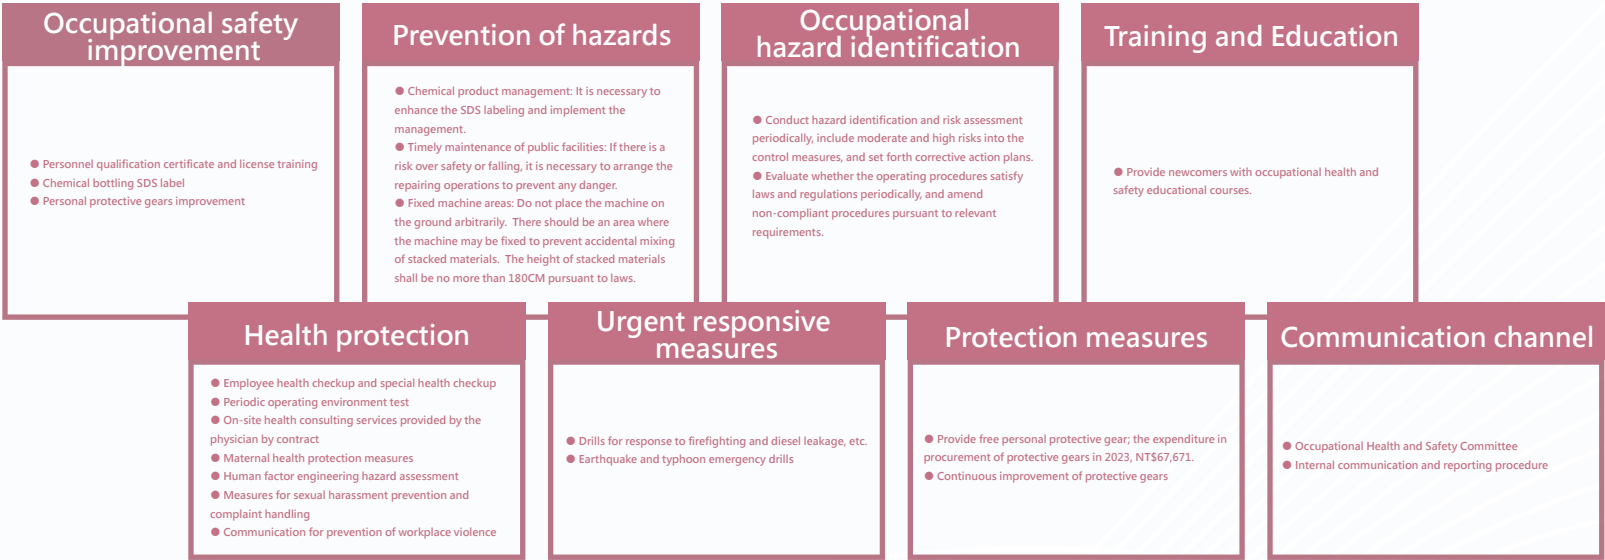 Occupational safety
improvement
● Personnel qualification certificate and license training
● Chemical bottling SDS label
● Personal protective gears improvement
Prevention of hazards
● Chemical product management: It is necessary to
enhance the SDS labeling and implement the
management.
● Timely maintenance of public facilities: If there is a
risk over safety or falling, it is necessary to arrange the
repairing operations to prevent any danger.
● Fixed machine areas: Do not place the machine on
the ground arbitrarily.  There should be an area where
the machine may be fixed to prevent accidental mixing
of stacked materials.  The height of stacked materials
shall be no more than 180CM pursuant to laws.
Occupational
hazard identification
● Conduct hazard identification and risk assessment
periodically, include moderate and high risks into the
control measures, and set forth corrective action plans.
● Evaluate whether the operating procedures satisfy
laws and regulations periodically, and amend
non-compliant procedures pursuant to relevant
requirements.
Training and Education
● Provide newcomers with occupational health and
safety educational courses.
Health protection
● Employee health checkup and special health checkup
● Periodic operating environment test
● On-site health consulting services provided by the
physician by contract
● Maternal health protection measures
● Human factor engineering hazard assessment
● Measures for sexual harassment prevention and
complaint handling
● Communication for prevention of workplace violence
Urgent responsive
measures
● Drills for response to firefighting and diesel leakage, etc.
● Earthquake and typhoon emergency drills
Protection measures
● Provide free personal protective gear; the expenditure in
procurement of protective gears in 2023, NT$67,671.
● Continuous improvement of protective gears
Communication channel
● Occupational Health and Safety Committee
● Internal communication and reporting procedure